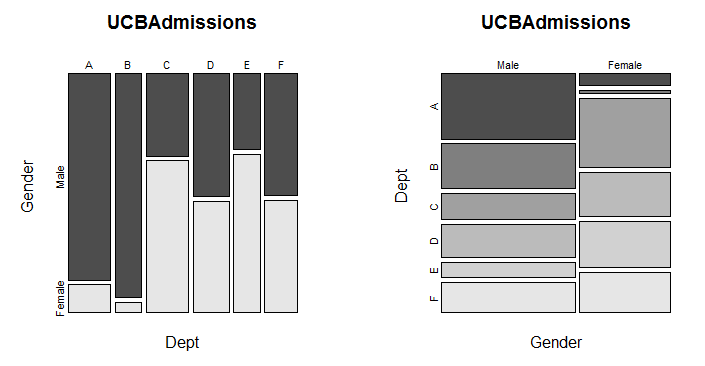 UCBAdmissions
A B C D E F
Gender
Male
Female
Dept
UCBAdmissions
Male Female
Dept
A
B
C
D
E
F
Gender